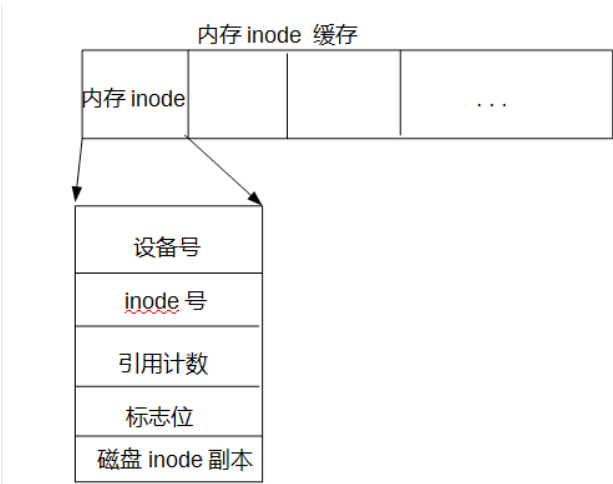 内存 inode 缓存
内存 inode
...
设备号
inode 号
引用计数
标志位
磁盘 inode 副本